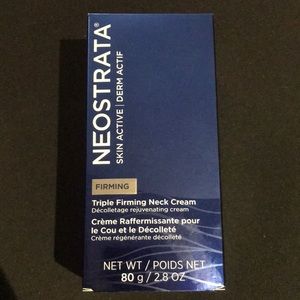 NEOSTRATA®
SKIN ACTIVE | DERM ACTIF
FIRMING
Triple Firming Neck Cream
Décolletage rejuvenating cream
Crème Raffermissante pour
le Cou et le Décolleté
Crème régénérante décolleté
NET WT / POIDS NET
80 g / 2.8 OZ